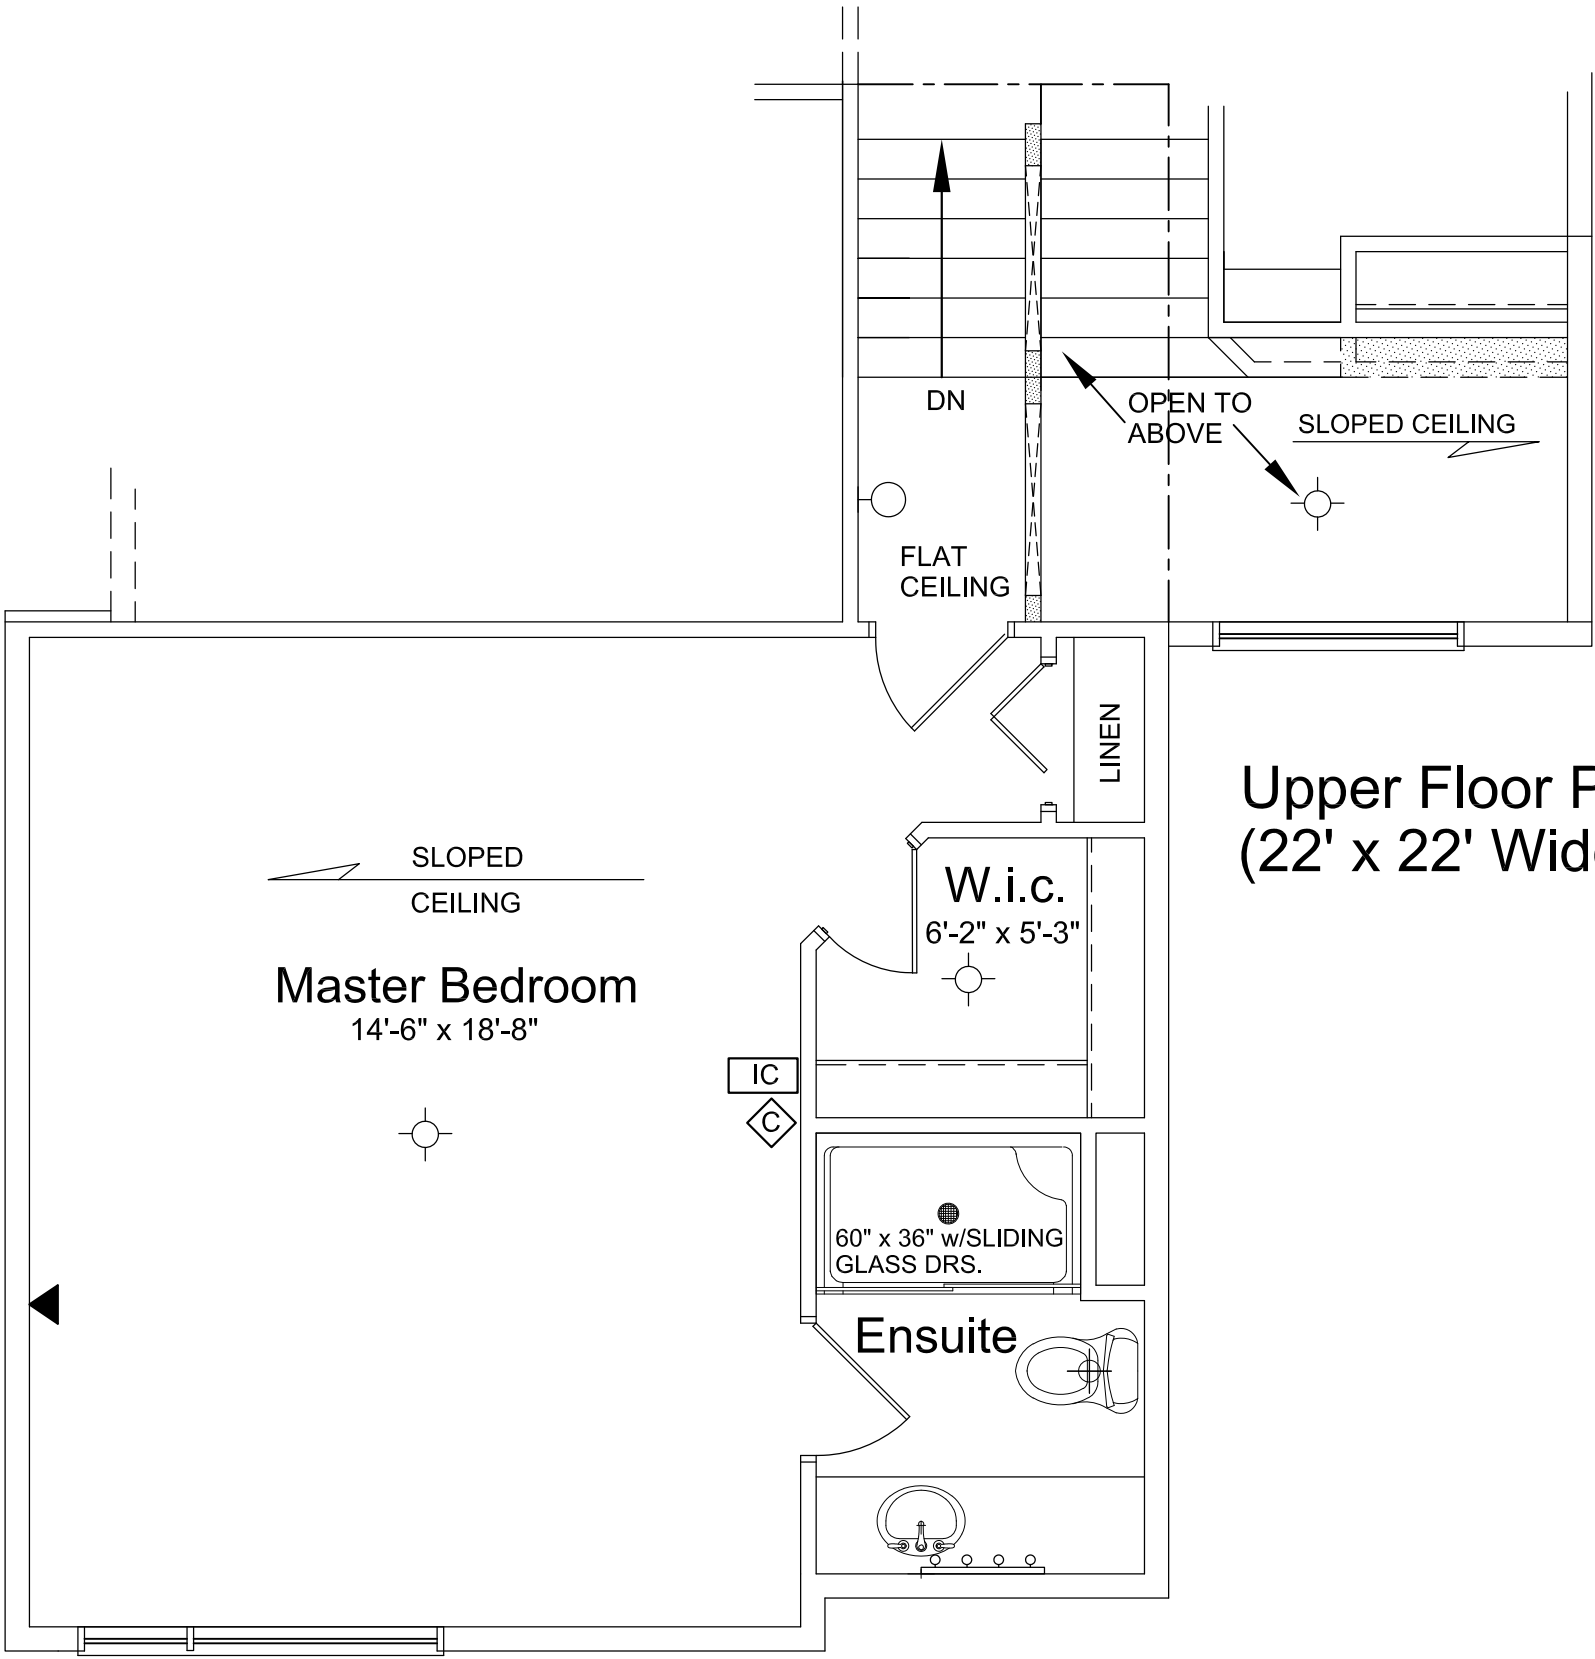 DN
OPEN TO
ABOVE
SLOPED CEILING
FLAT
CEILING
LINEN
Upper Floor
(22' x 22'
SLOPED
CEILING
W.i.c.
6'-2" x 5'-3"
Master Bedroom
14'-6" x 18'-8"
IC
C
60" x 36" w/SLIDING
GLASS DRS.
Ensuite